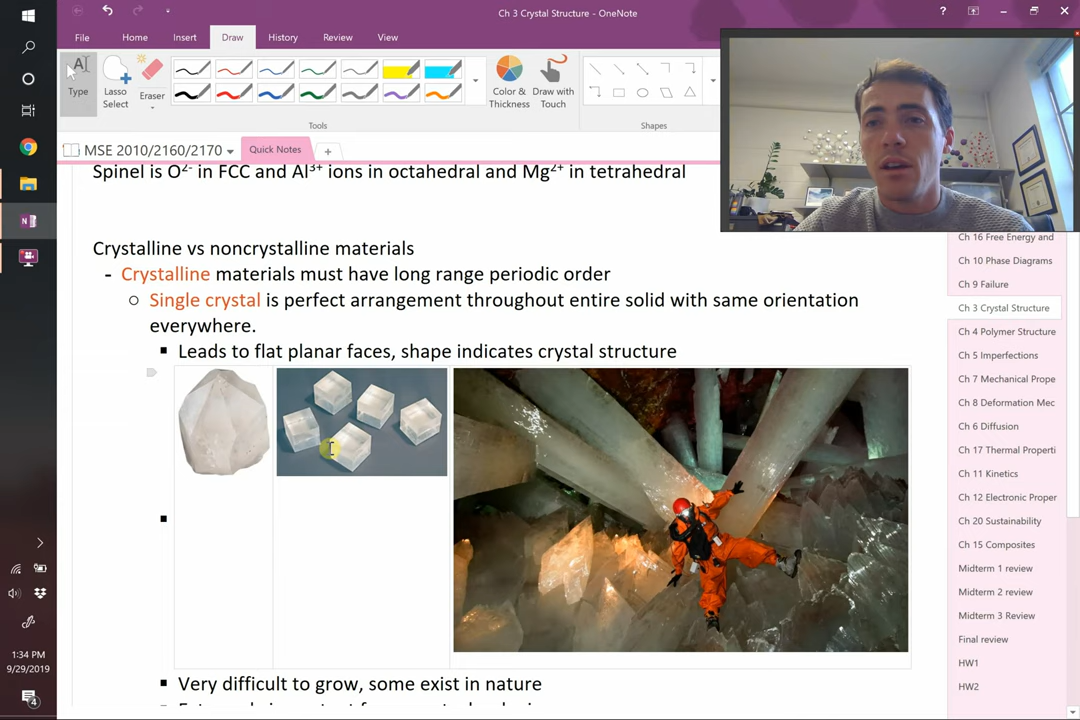 Ch 3 Crystal Structure - OneNote
File Home Insert Draw History Review View
Type
Lasso Select
Eraser
Color & Thickness
Draw with Touch
Tools
Shapes
MSE 2010/2160/2170
Quick Notes
Spinel is O²⁻ in FCC and Al³⁺ ions in octahedral and Mg²⁺ in tetrahedral
Crystalline vs noncrystalline materials
- Crystalline materials must have long range periodic order
Single crystal is perfect arrangement throughout entire solid with same orientation
everywhere.
Leads to flat planar faces, shape indicates crystal structure
Very difficult to grow, some exist in nature
Ch 16 Free Energy and
Ch 10 Phase Diagrams
Ch 9 Failure
Ch 3 Crystal Structure
Ch 4 Polymer Structure
Ch 5 Imperfections
Ch 7 Mechanical Prope
Ch 8 Deformation Mec
Ch 6 Diffusion
Ch 17 Thermal Properti
Ch 11 Kinetics
Ch 12 Electronic Proper
Ch 20 Sustainability
Ch 15 Composites
Midterm 1 review
Midterm 2 review
Midterm 3 Review
Final review
HW1
HW2
1:34 PM
9/29/2019
4